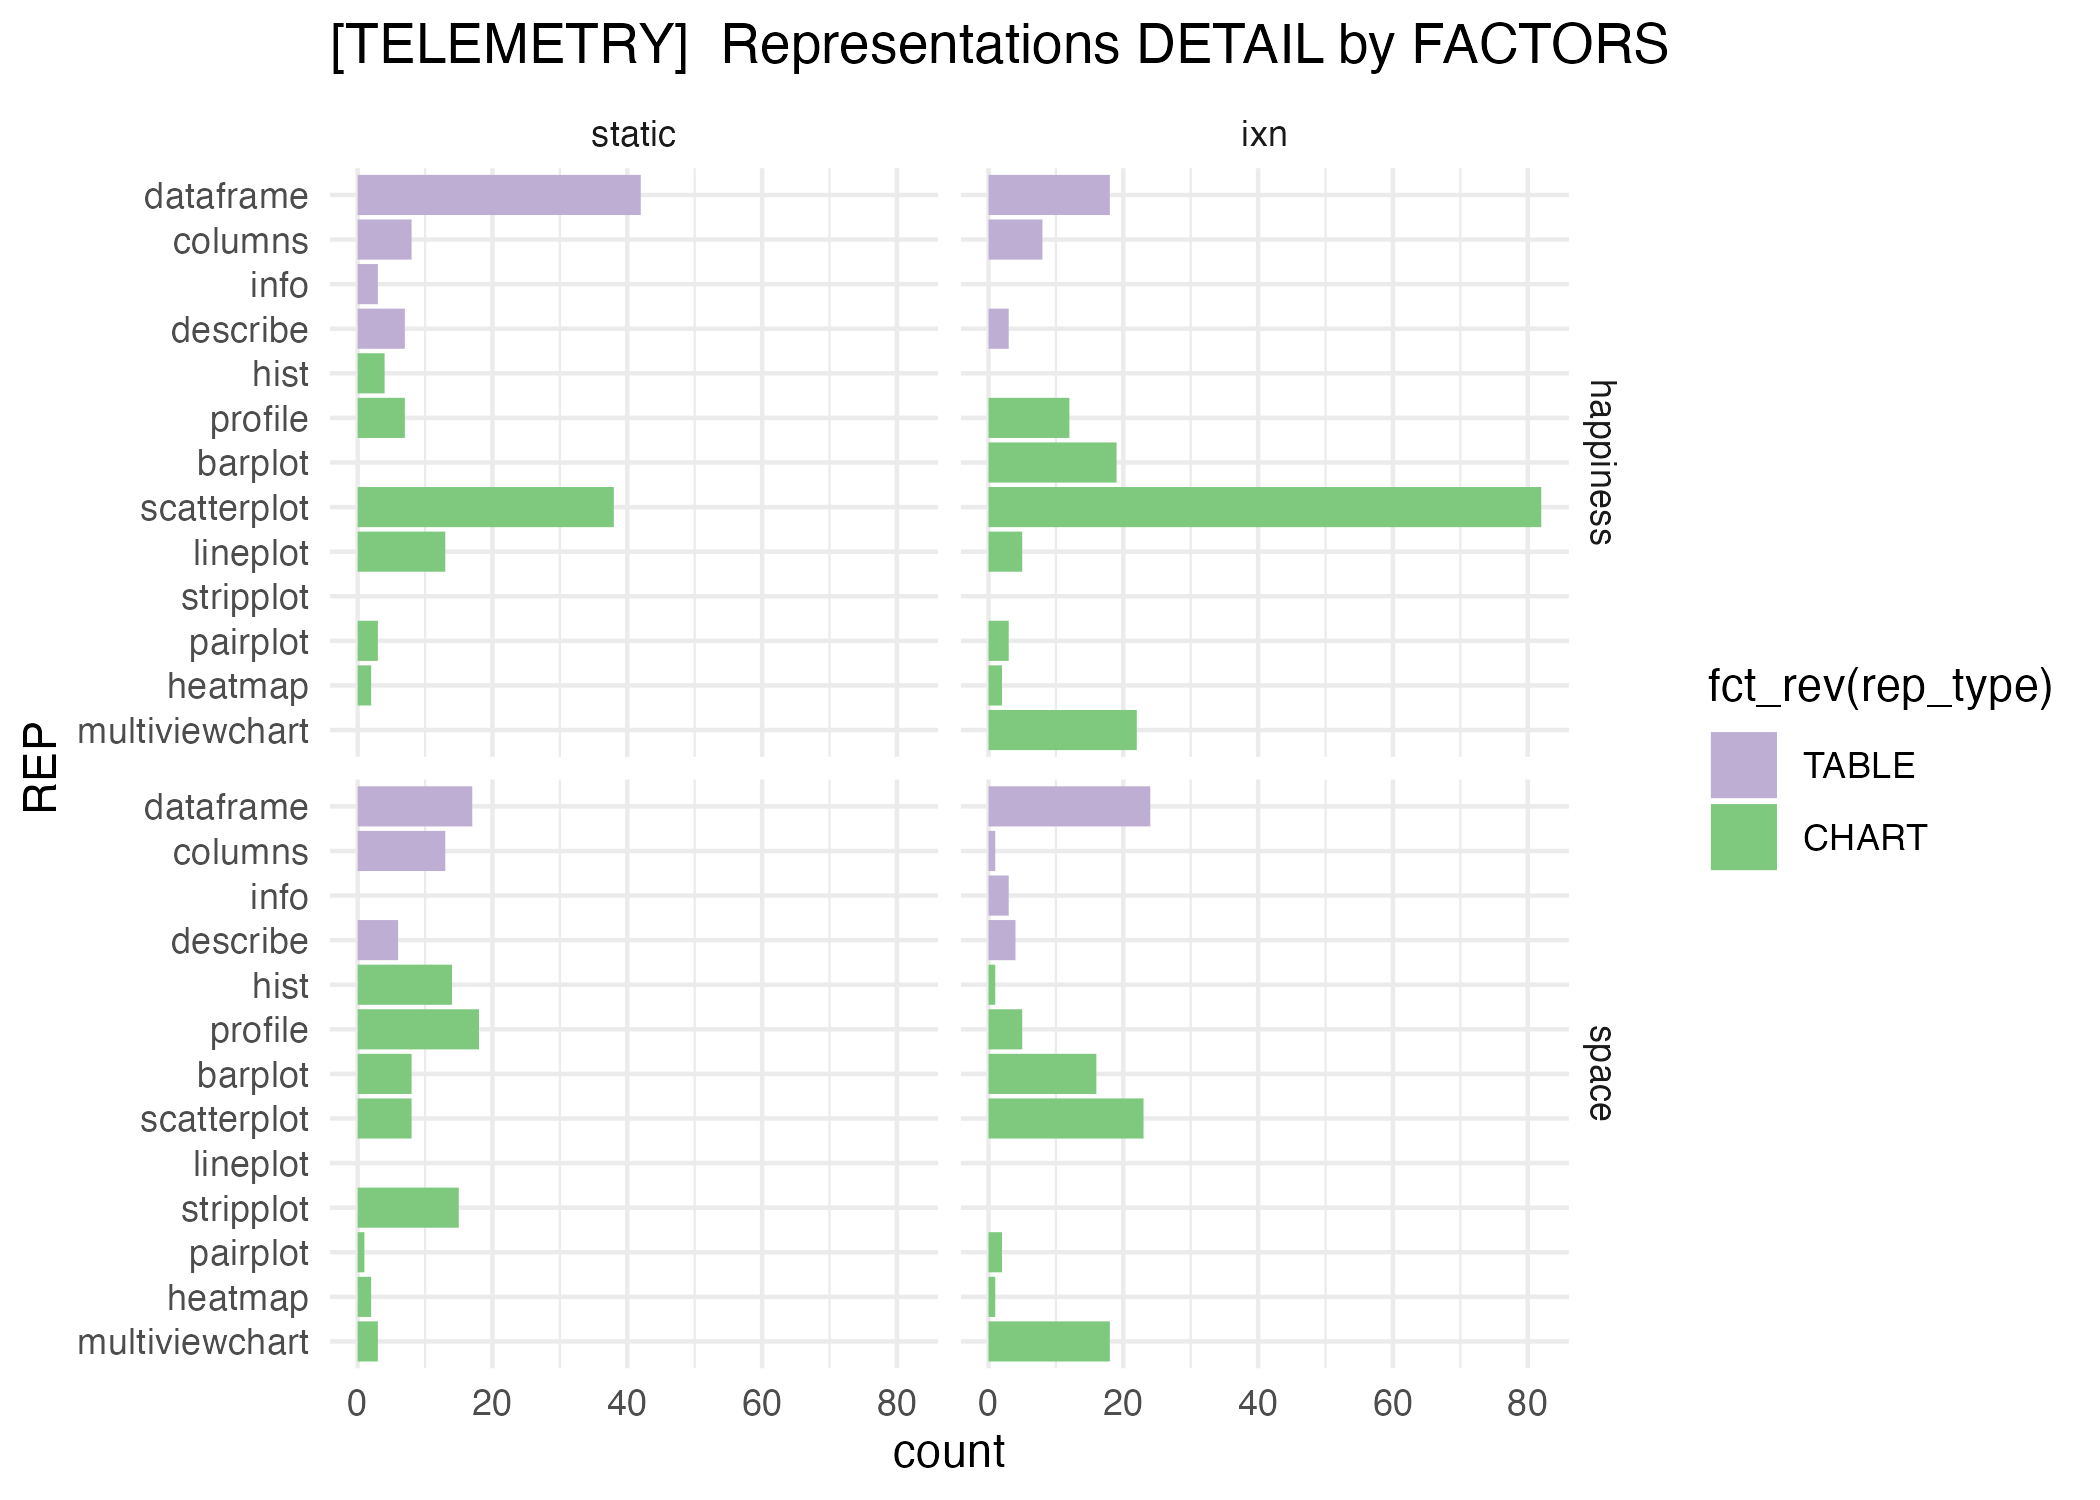 [TELEMETRY]  Representations DETAIL by FACTORS
static
ixn
dataframe
columns
info
describe
hist
profile
barplot
scatterplot
lineplot
stripplot
pairplot
heatmap
multiviewchart
happiness
dataframe
columns
info
describe
hist
profile
barplot
scatterplot
lineplot
stripplot
pairplot
heatmap
multiviewchart
space
REP
0 20 40 60 80
0 20 40 60 80
count
fct_rev(rep_type)
TABLE
CHART